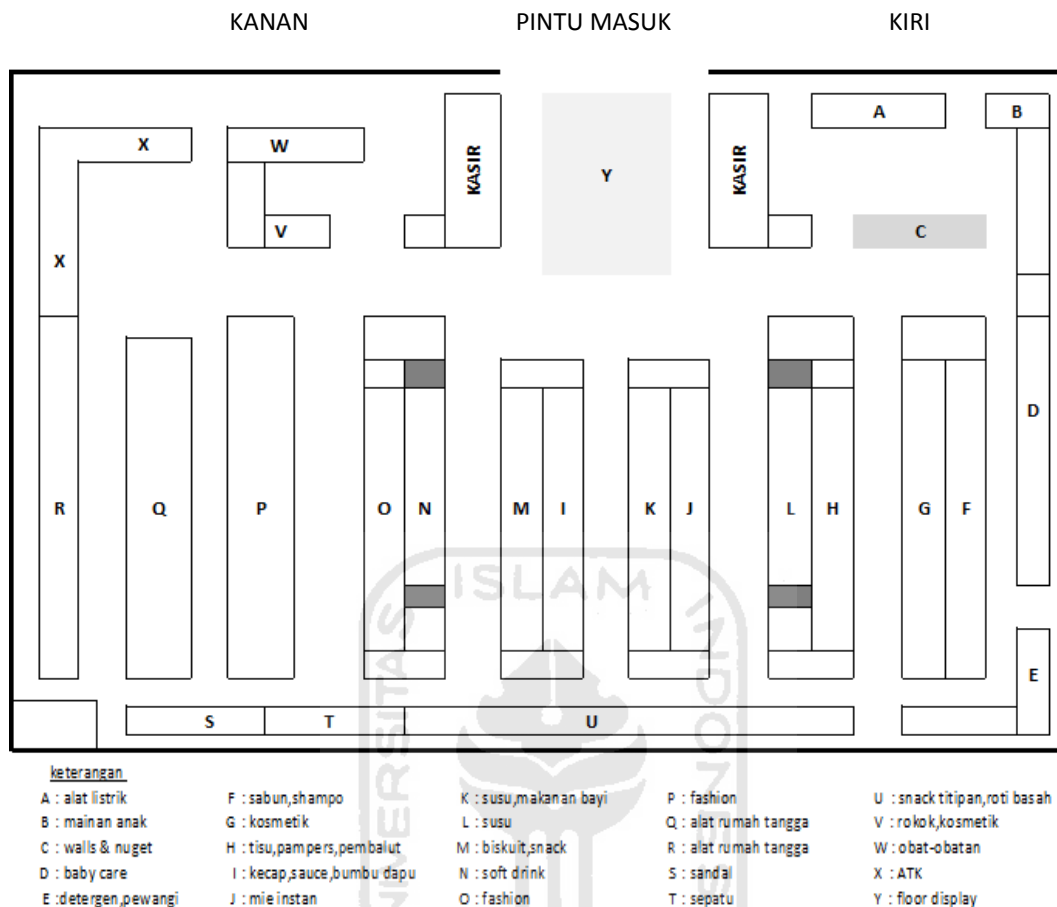 KANAN PINTU MASUK KIRI
A B
X W KASIR Y KASIR
V C
X
D
R Q P O N M I K J L H G F
E
S T U
keterangan
A : alat listrik F : sabun,shampo K : susu,makanan bayi P : fashion U : snack titipan,roti basah
B : mainan anak G : kosmetik L : susu Q : alat rumah tangga V : rokok,kosmetik
C : walls & nuget H : tisu,pampers,pembalut M : biskuit,snack R : alat rumah tangga W : obat-obatan
D : baby care I : kecap,sauce,bumbu dapu N : soft drink S : sandal X : ATK
E :detergen,pewangi J : mie instan O : fashion T : sepatu Y : floor display
ISLAM
UNIVERSITAS
INDONESIA